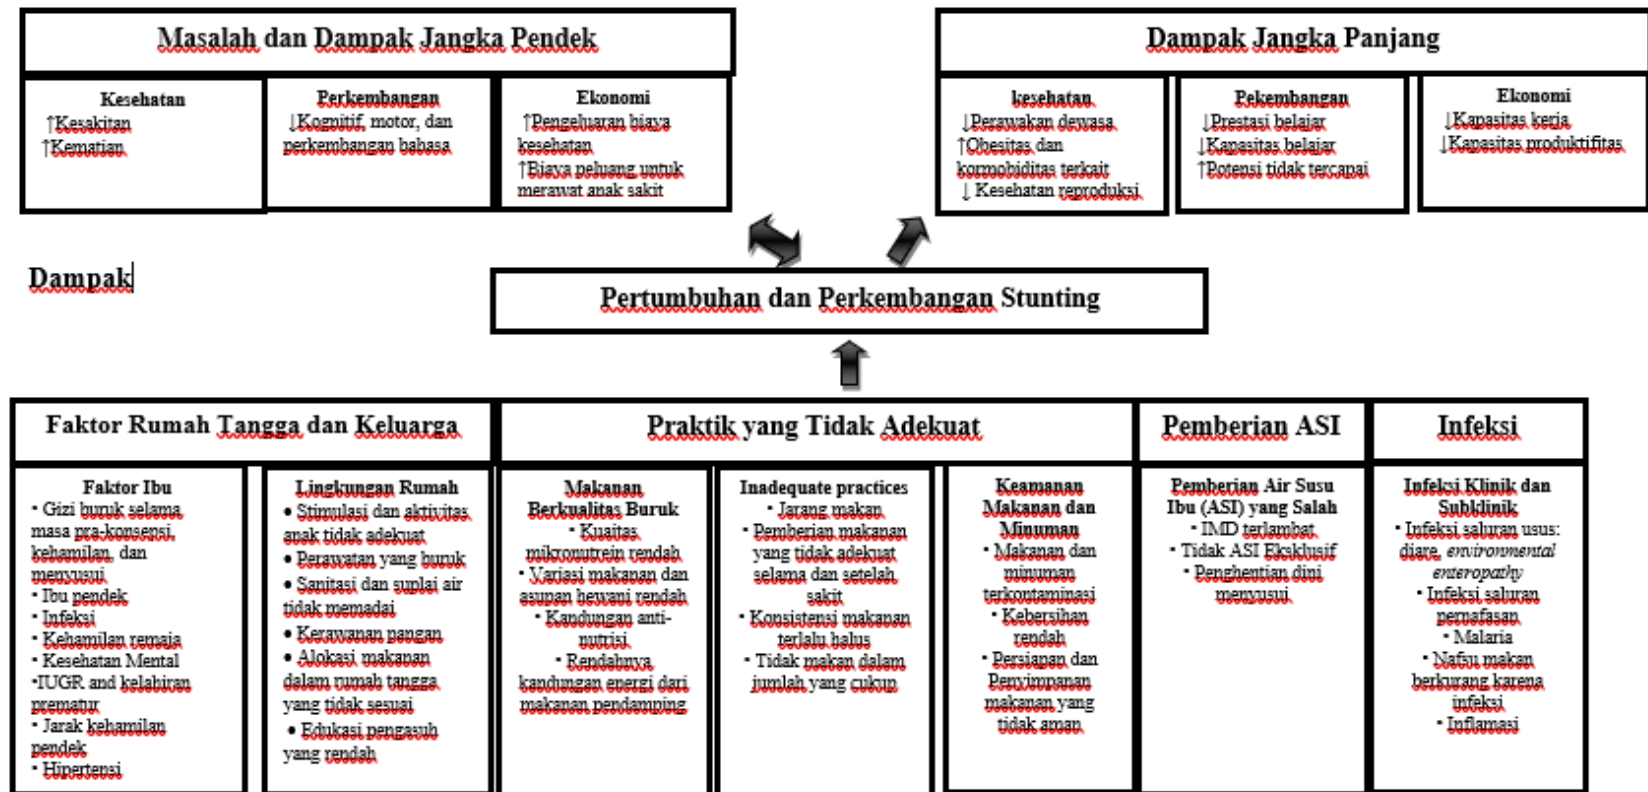 Masalah dan Dampak Jangka Pendek
Kesehatan
↑Kesakitan
↑Kematian
Perkembangan
↓Kognitif, motor, dan
perkembangan bahasa
Ekonomi
↑Pengeluaran biaya
kesehatan
↑Biaya peluang untuk
merawat anak sakit
Dampak Jangka Panjang
kesehatan
↓Perawakan dewasa
↑Obesitas dan
kormobiditas terkait
↓ Kesehatan reproduksi
Pekembangan
↓Prestasi belajar
↓Kapasitas belajar
↑Potensi tidak tercapai
Ekonomi
↓Kapasitas kerja
↓Kapasitas produktifitas
Dampak
Pertumbuhan dan Perkembangan Stunting
Faktor Rumah Tangga dan Keluarga
Faktor Ibu
▪ Gizi buruk selama
masa pra-konsensi,
kehamilan, dan
menyusui
▪ Ibu pendek
▪ Infeksi
▪ Kehamilan remaja
▪ Kesehatan Mental
▪IUGR and kelahiran
prematur
▪ Jarak kehamilan
pendek
▪ Hipertensi
Lingkungan Rumah
● Stimulasi dan aktivitas
anak tidak adekuat
● Perawatan yang buruk
● Sanitasi dan suplai air
tidak memadai
● Kerawanan pangan
● Alokasi makanan
dalam rumah tangga
yang tidak sesuai
● Edukasi pengasuh
yang rendah
Praktik yang Tidak Adekuat
Makanan
Berkualitas Buruk
▪ Kuaitas
mikronutrein rendah
▪ Variasi makanan dan
asupan hewani rendah
▪ Kandungan anti-
nutrisi
▪ Rendahnya
kandungan energi dari
makanan pendamping
Inadequate practices
▪ Jarang makan
▪ Pemberian makanan
yang tidak adekuat
selama dan setelah
sakit
▪ Konsistensi makanan
terlalu halus
▪ Tidak makan dalam
jumlah yang cukup
Keamanan
Makanan dan
Minuman
▪ Makanan dan
minuman
terkontaminasi
▪ Kebersihan
rendah
▪ Persiapan dan
Penyimpanan
makanan yang
tidak aman
Pemberian ASI
Pemberian Air Susu
Ibu (ASI) yang Salah
▪ IMD terlambat
▪ Tidak ASI Eksklusif
▪ Penghentian dini
menyusui
Infeksi
Infeksi Klinik dan
Subklinik
▪ Infeksi saluran usus:
diare, environmental
enteropathy
▪ Infeksi saluran
pernafasan
▪ Malaria
▪ Nafsu makan
berkurang karena
infeksi
▪ Inflamasi